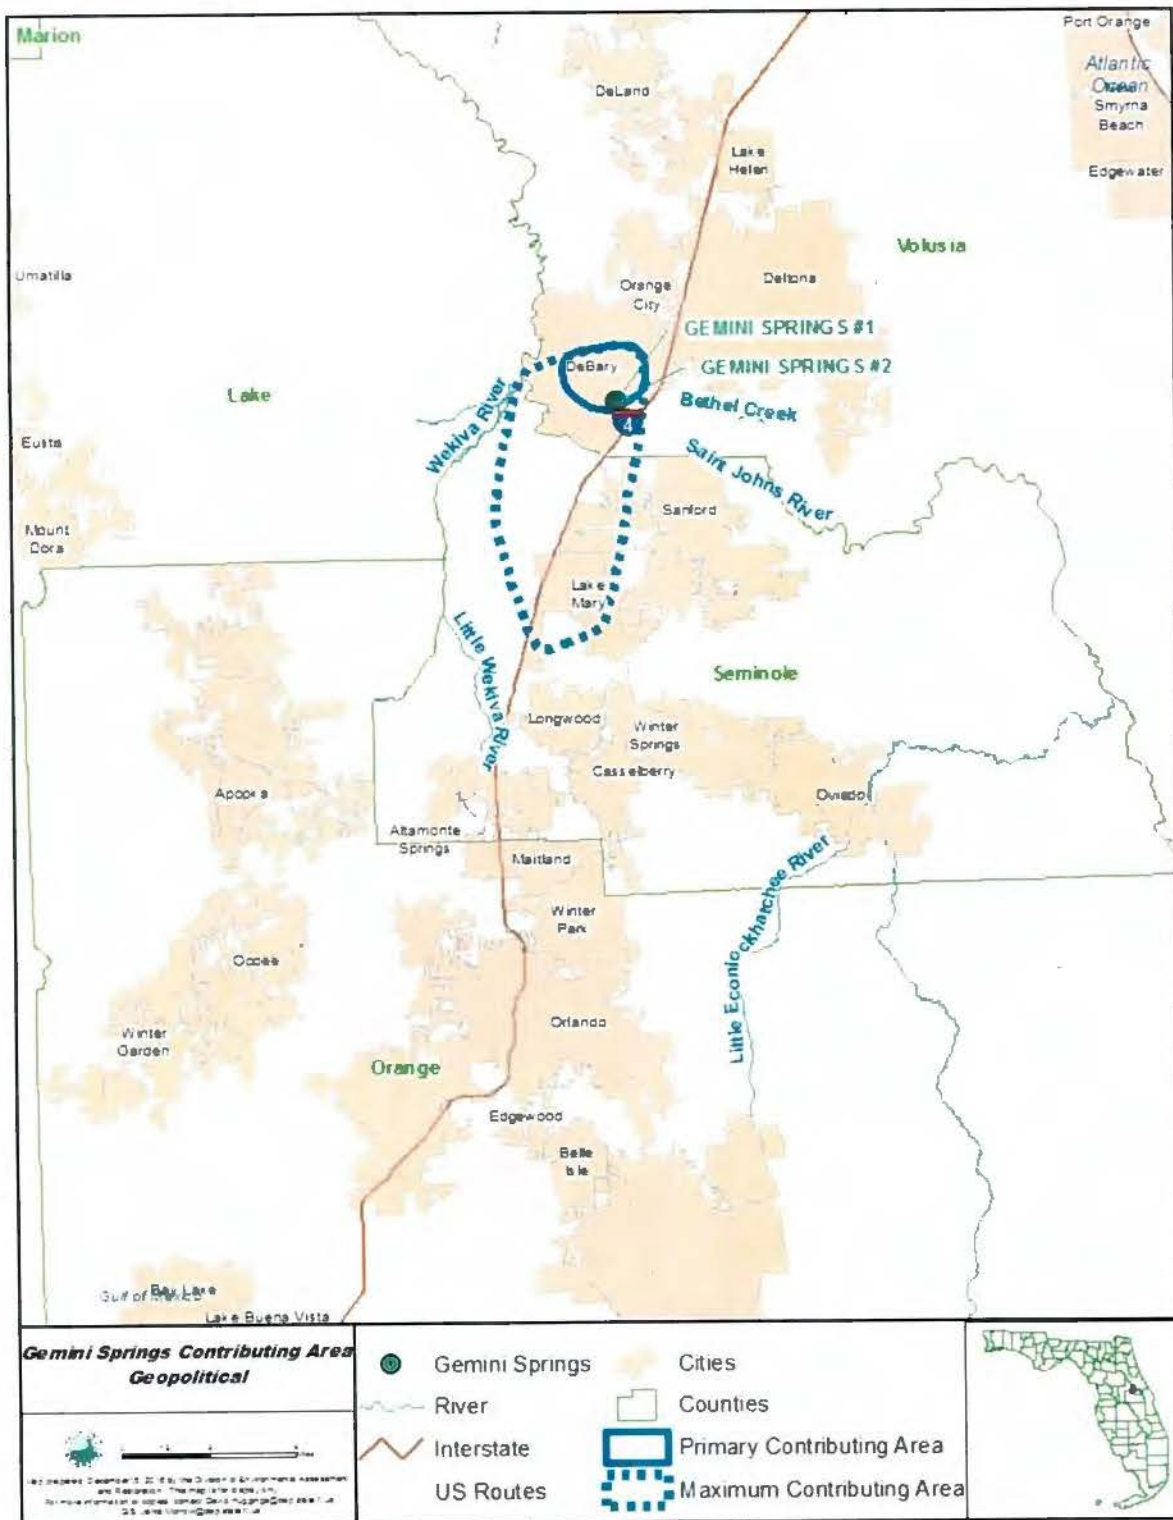 Marion
Port Orange
Atlantic
Ocean
Smyrna
Beach
Edgewater
DeLand
Lake
Helen
Volusia
Umatilla
Deltona
Orange
City
GEMINI SPRINGS #1
DeBary
GEMINI SPRINGS #2
Lake
Wekiva River
Bethel Creek
4
Eustis
Saint Johns River
Sanford
Mount
Dora
Lake
Mary
Little Wekiva River
Seminole
Longwood
Winter
Springs
Casselberry
Apopka
Oviedo
Altamonte
Springs
Maitland
Little Econlockhatchee River
Winter
Park
Ocoee
Orlando
Winter
Garden
Orange
Edgewood
Belle
Isle
Bay Lake
Gulf of Mexico
Lake Buena Vista
Gemini Springs Contributing Area
Geopolitical
Gemini Springs
Cities
River
Counties
Interstate
Primary Contributing Area
US Routes
Maximum Contributing Area